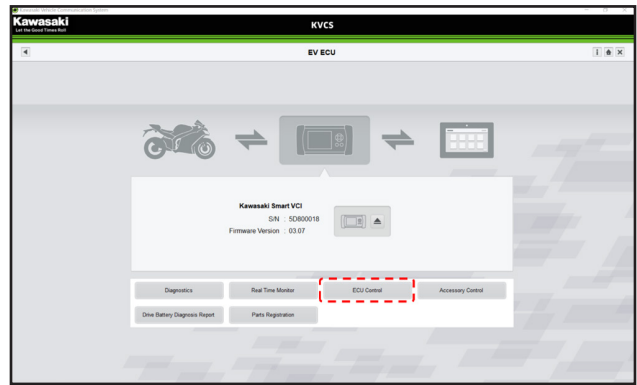 Kawasaki Vehicle Communication System
Kawasaki
Let the Good Times Roll
KVCS
EV ECU
Kawasaki Smart VCI
S/N : 5D800018
Firmware Version : 03.07
Diagnostics
Real Time Monitor
ECU Control
Accessory Control
Drive Battery Diagnosis Report
Parts Registration